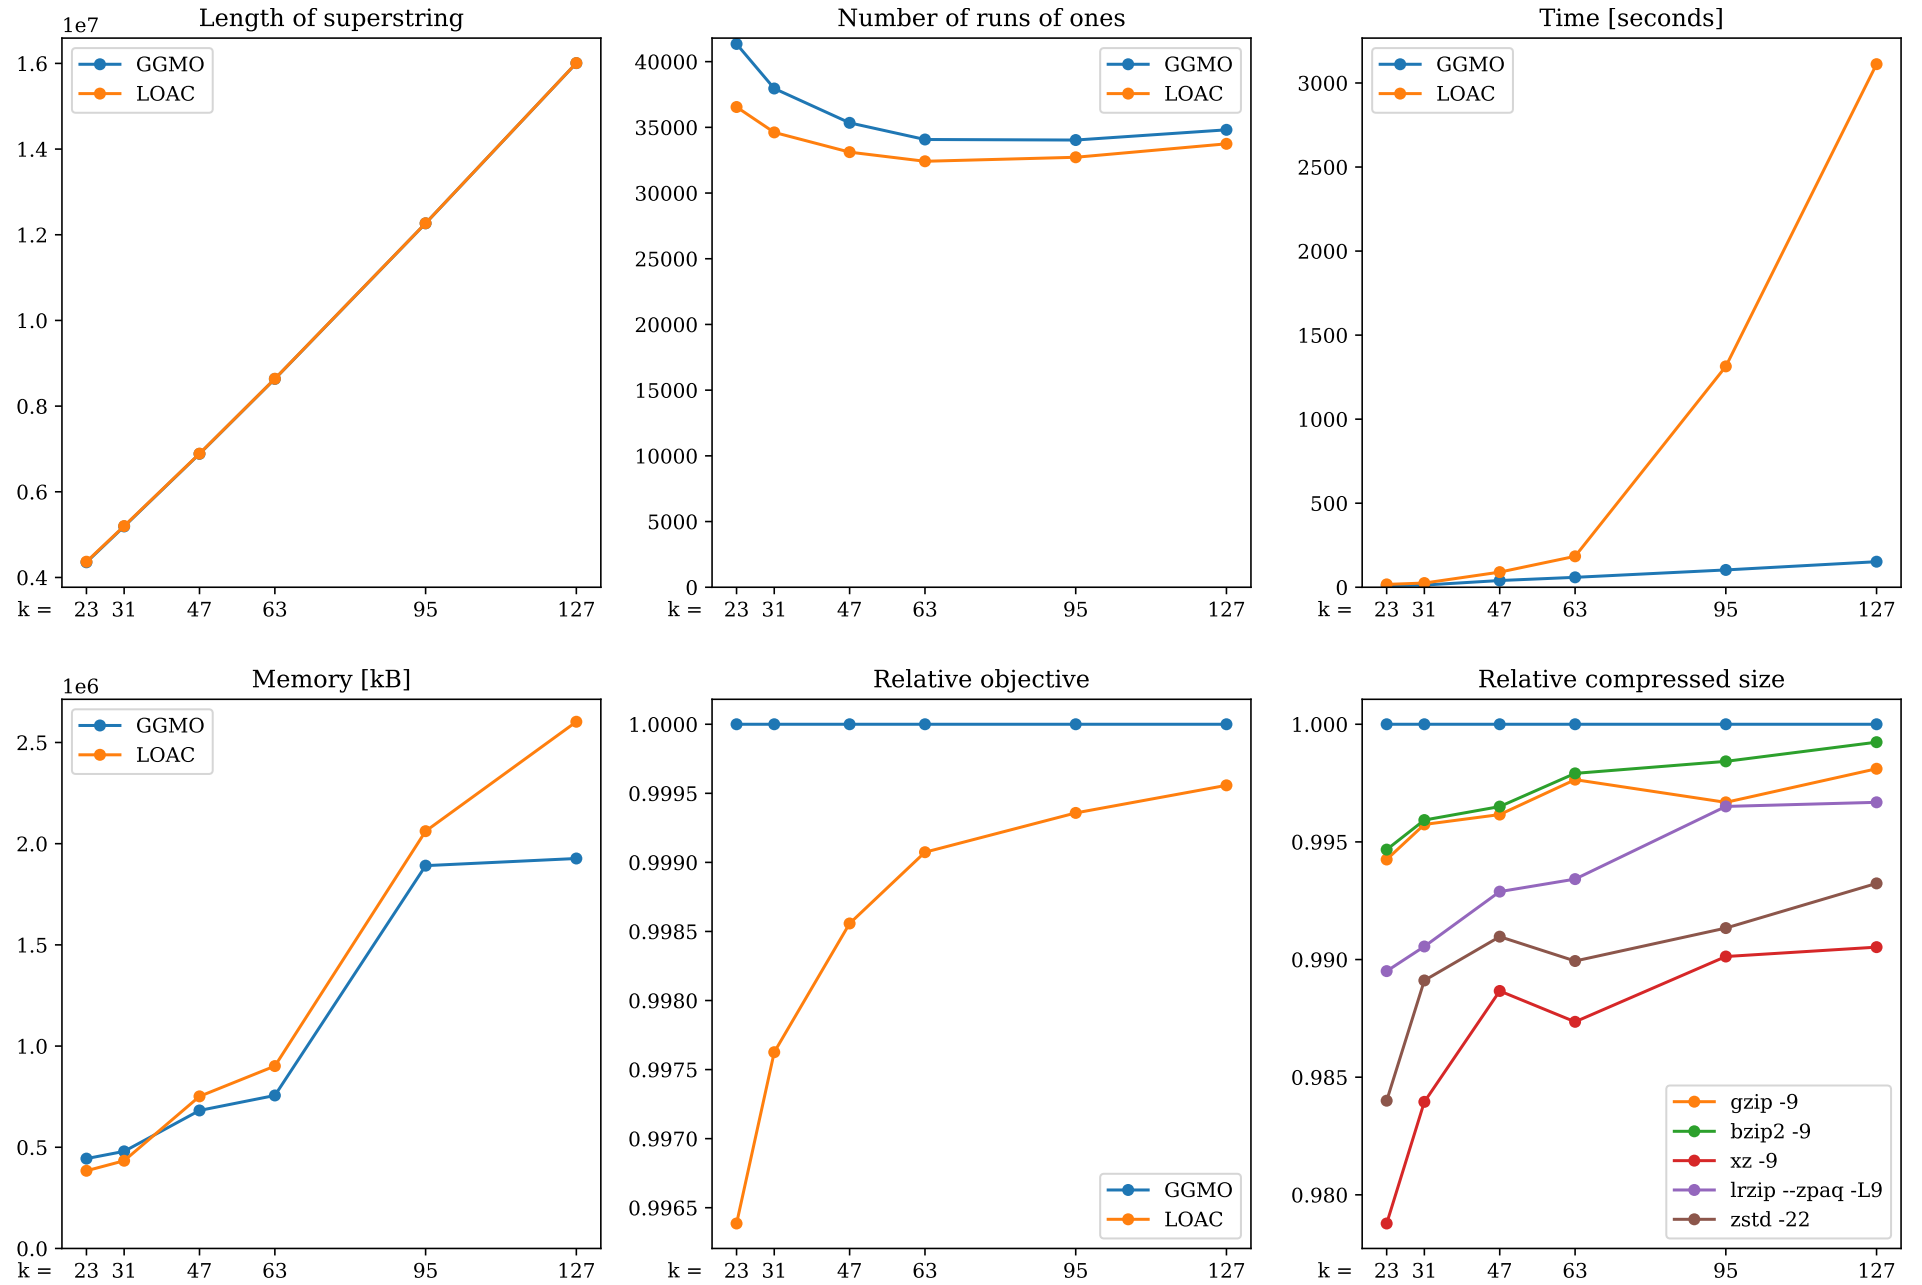 Length of superstring
1e7
1.6
1.4
1.2
1.0
0.8
0.6
0.4
GGMO
LOAC
k = 23 31 47 63 95 127
Number of runs of ones
40000
35000
30000
25000
20000
15000
10000
5000
0
GGMO
LOAC
k = 23 31 47 63 95 127
Time [seconds]
3000
2500
2000
1500
1000
500
0
GGMO
LOAC
k = 23 31 47 63 95 127
Memory [kB]
1e6
2.5
2.0
1.5
1.0
0.5
0.0
GGMO
LOAC
k = 23 31 47 63 95 127
Relative objective
1.0000
0.9995
0.9990
0.9985
0.9980
0.9975
0.9970
0.9965
GGMO
LOAC
k = 23 31 47 63 95 127
Relative compressed size
1.000
0.995
0.990
0.985
0.980
gzip -9
bzip2 -9
xz -9
lrzip --zpaq -L9
zstd -22
k = 23 31 47 63 95 127